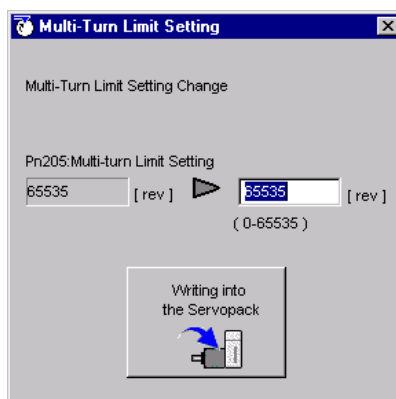 Multi-Turn Limit Setting
Multi-Turn Limit Setting Change
Pn205:Multi-turn Limit Setting
65535 [ rev ] 65535 [ rev ]
( 0-65535 )
Writing into
the Servopack